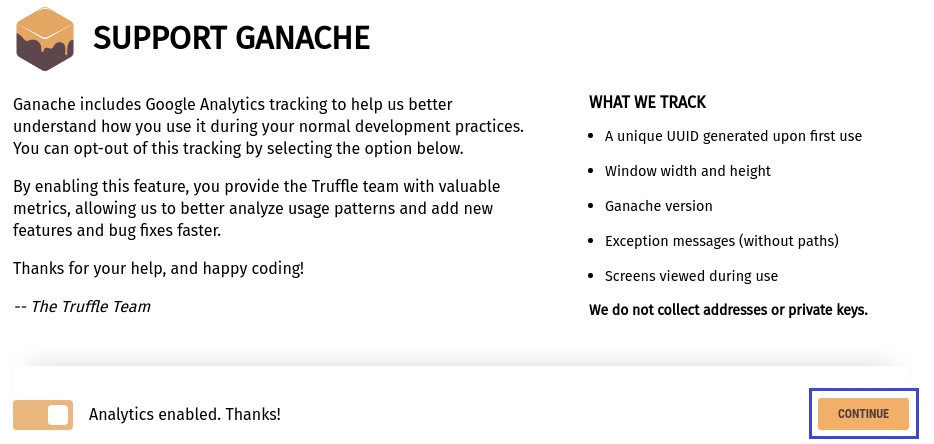 SUPPORT GANACHE
Ganache includes Google Analytics tracking to help us better
understand how you use it during your normal development practices.
You can opt-out of this tracking by selecting the option below.
By enabling this feature, you provide the Truffle team with valuable
metrics, allowing us to better analyze usage patterns and add new
features and bug fixes faster.
Thanks for your help, and happy coding!
-- The Truffle Team
WHAT WE TRACK
• A unique UUID generated upon first use
• Window width and height
• Ganache version
• Exception messages (without paths)
• Screens viewed during use
We do not collect addresses or private keys.
Analytics enabled. Thanks!
CONTINUE